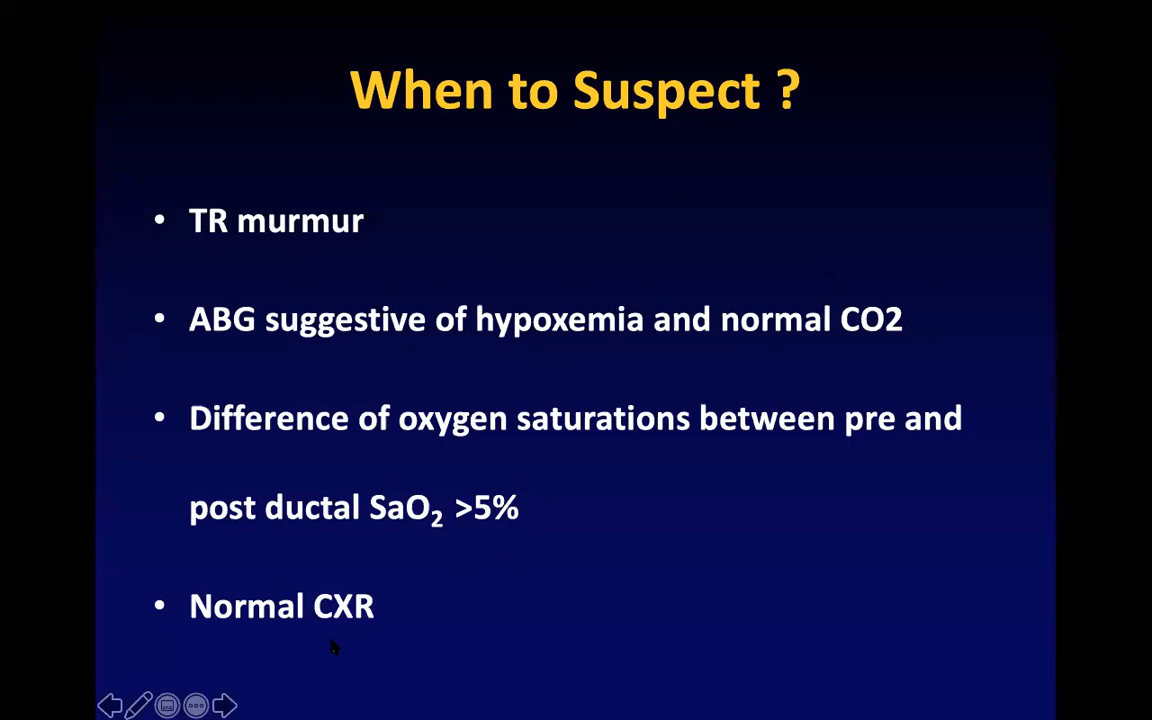 When to Suspect ?
• TR murmur
• ABG suggestive of hypoxemia and normal CO2
• Difference of oxygen saturations between pre and
post ductal SaO₂ >5%
• Normal CXR